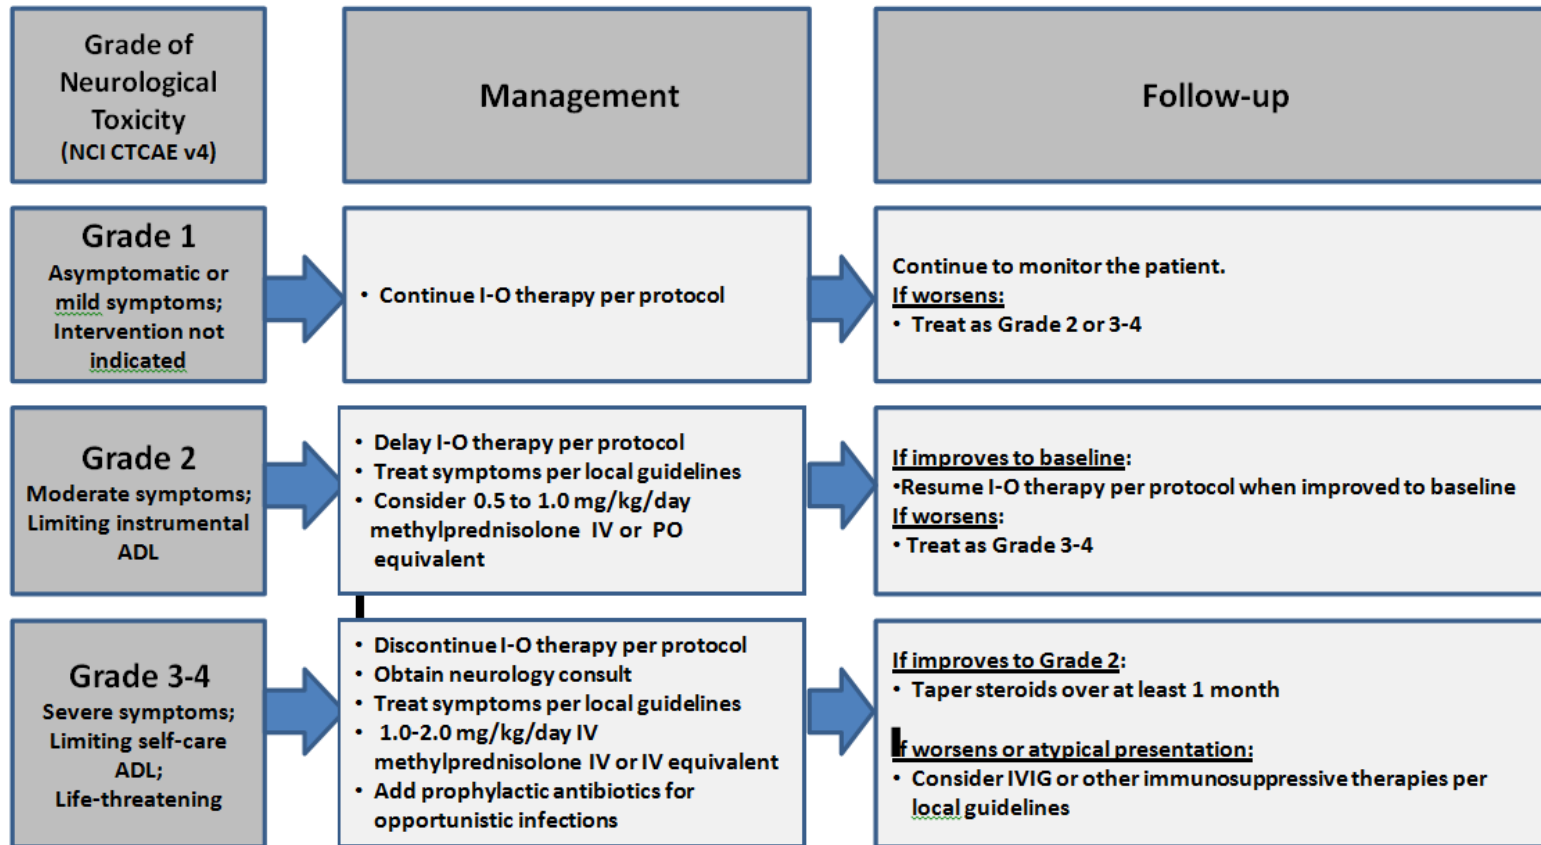 Grade of
Neurological
Toxicity
(NCI CTCAE v4)
Management
Follow-up
Grade 1
Asymptomatic or
mild symptoms;
Intervention not
indicated
• Continue I-O therapy per protocol
Continue to monitor the patient.
If worsens:
• Treat as Grade 2 or 3-4
Grade 2
Moderate symptoms;
Limiting instrumental
ADL
• Delay I-O therapy per protocol
• Treat symptoms per local guidelines
• Consider 0.5 to 1.0 mg/kg/day
methylprednisolone IV or PO
equivalent
If improves to baseline:
•Resume I-O therapy per protocol when improved to baseline
If worsens:
• Treat as Grade 3-4
Grade 3-4
Severe symptoms;
Limiting self-care
ADL;
Life-threatening
• Discontinue I-O therapy per protocol
• Obtain neurology consult
• Treat symptoms per local guidelines
• 1.0-2.0 mg/kg/day IV
methylprednisolone IV or IV equivalent
• Add prophylactic antibiotics for
opportunistic infections
If improves to Grade 2:
• Taper steroids over at least 1 month
If worsens or atypical presentation:
• Consider IVIG or other immunosuppressive therapies per
local guidelines